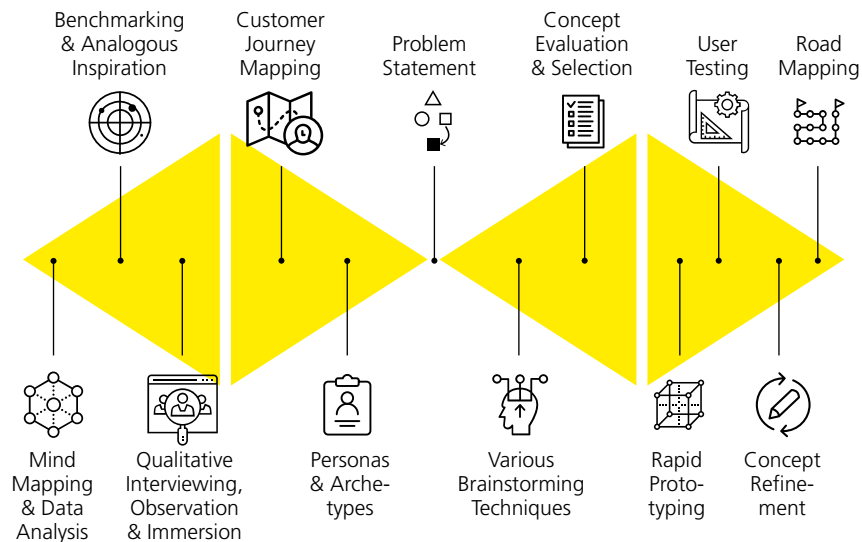 Benchmarking
& Analogous
Inspiration
Customer
Journey
Mapping
Problem
Statement
Concept
Evaluation
& Selection
User
Testing
Road
Mapping
Mind
Mapping
& Data
Analysis
Qualitative
Interviewing,
Observation
& Immersion
Personas
& Arche-
types
Various
Brainstorming
Techniques
Rapid
Proto-
typing
Concept
Refine-
ment